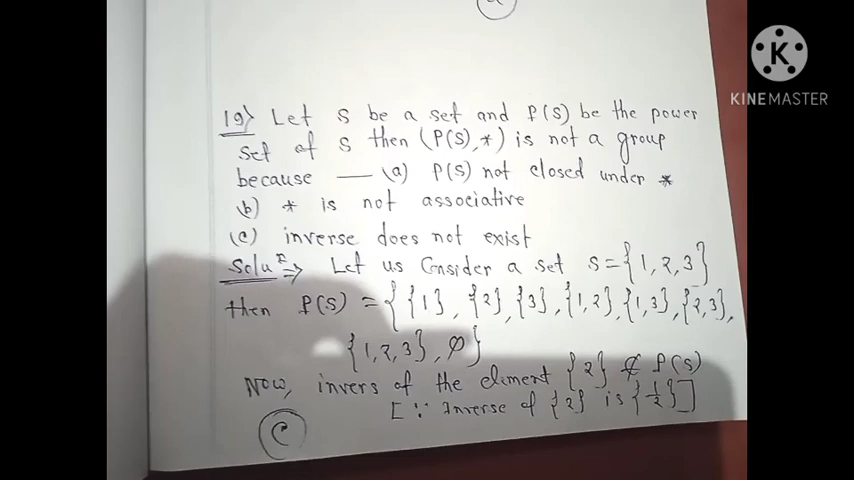 a
K
KINEMASTER
19) Let S be a set and P(S) be the power
set of S then (P(S), *) is not a group
because — (a) P(S) not closed under *
(b) * is not associative
(c) inverse does not exist
Soluⁿ ⇒ Let us Consider a set S = {1, 2, 3}
then P(S) = { {1}, {2}, {3}, {1, 2}, {1, 3}, {2, 3},
{1, 2, 3}, φ}
Now, invers of the element {2} ∉ P(S)
[∵ Inverse of {2} is {1/2}]
C